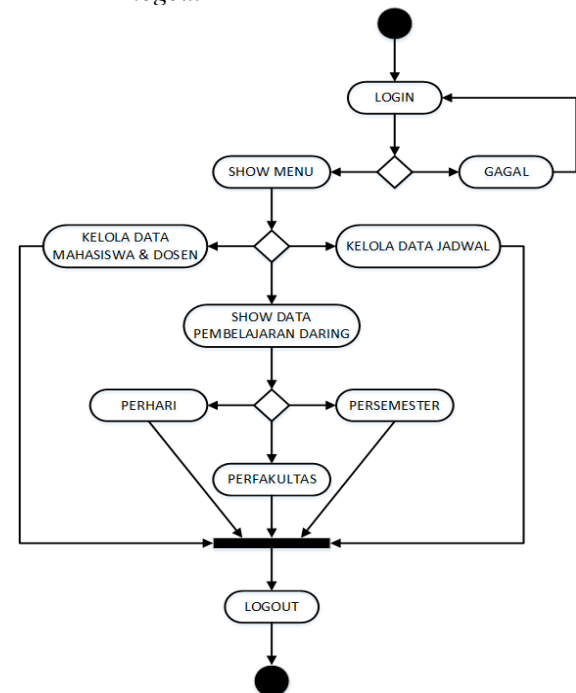 LOGIN
SHOW MENU
GAGAL
KELOLA DATA
MAHASISWA & DOSEN
KELOLA DATA JADWAL
SHOW DATA
PEMBELAJARAN DARING
PERHARI
PERSEMESTER
PERFAKULTAS
LOGOUT